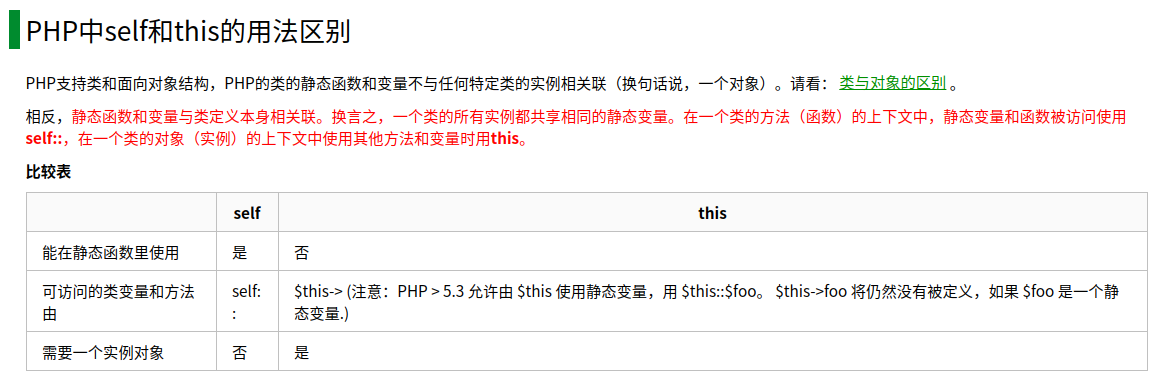 PHP中self和this的用法区别
PHP支持类和面向对象结构，PHP的类的静态函数和变量不与任何特定类的实例相关联（换句话说，一个对象）。请看： 类与对象的区别 。
相反，静态函数和变量与类定义本身相关联。换言之，一个类的所有实例都共享相同的静态变量。在一个类的方法（函数）的上下文中，静态变量和函数被访问使用
self::，在一个类的对象（实例）的上下文中使用其他方法和变量时用this。
比较表
self this
能在静态函数里使用 是 否
可访问的类变量和方法 self: $this-> (注意：PHP > 5.3 允许由 $this 使用静态变量，用 $this::$foo。 $this->foo 将仍然没有被定义，如果 $foo 是一个静
由 : 态变量.)
需要一个实例对象 否 是